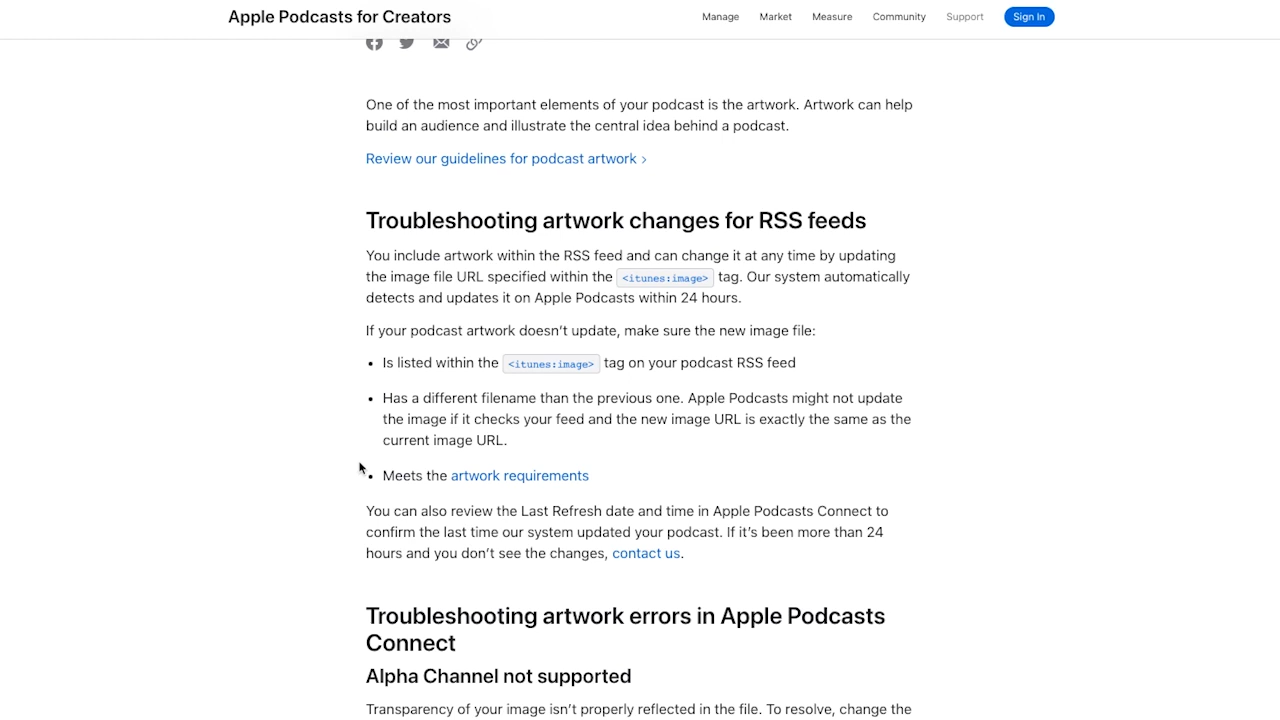 Apple Podcasts for Creators
Manage
Market
Measure
Community
Support
Sign In
One of the most important elements of your podcast is the artwork. Artwork can help
build an audience and illustrate the central idea behind a podcast.
Review our guidelines for podcast artwork ›
Troubleshooting artwork changes for RSS feeds
You include artwork within the RSS feed and can change it at any time by updating
the image file URL specified within the <itunes:image> tag. Our system automatically
detects and updates it on Apple Podcasts within 24 hours.
If your podcast artwork doesn’t update, make sure the new image file:
• Is listed within the <itunes:image> tag on your podcast RSS feed
• Has a different filename than the previous one. Apple Podcasts might not update
the image if it checks your feed and the new image URL is exactly the same as the
current image URL.
• Meets the artwork requirements
You can also review the Last Refresh date and time in Apple Podcasts Connect to
confirm the last time our system updated your podcast. If it’s been more than 24
hours and you don’t see the changes, contact us.
Troubleshooting artwork errors in Apple Podcasts
Connect
Alpha Channel not supported
Transparency of your image isn’t properly reflected in the file. To resolve, change the